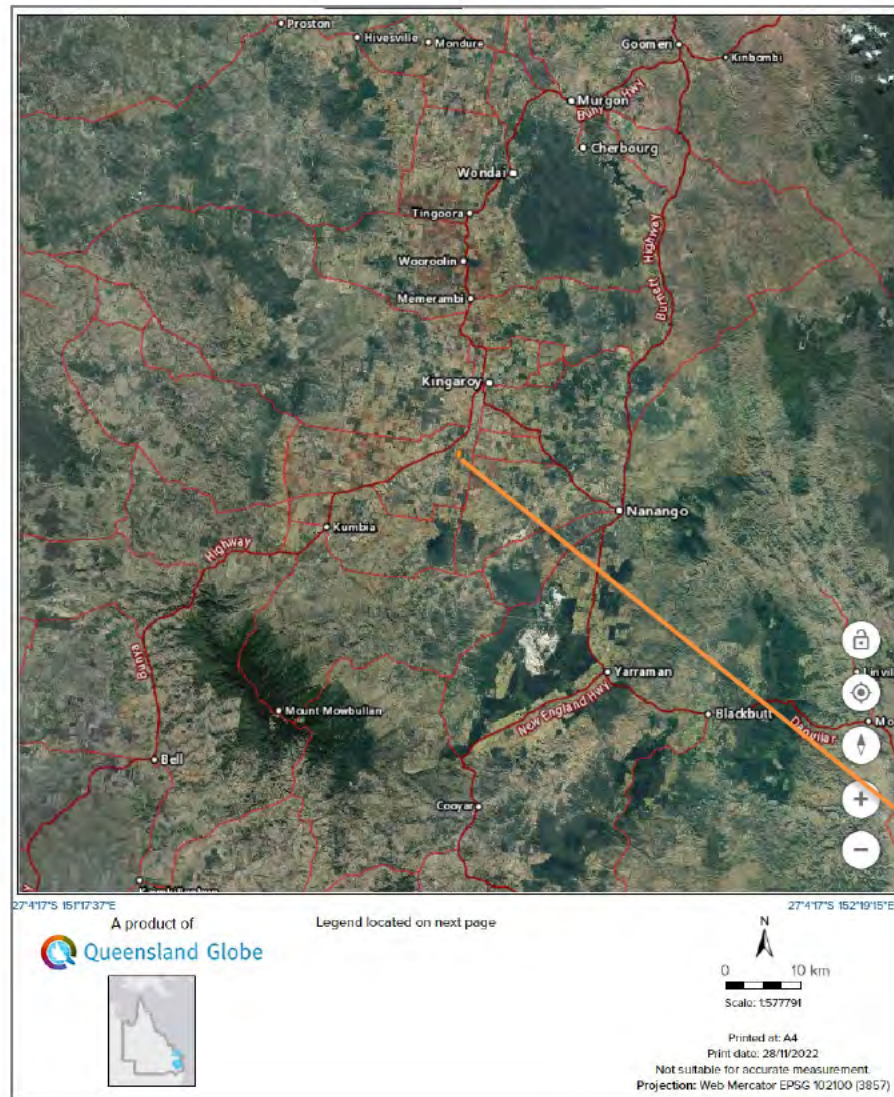 Proston
Hivesville
Mondure
Goomeri
Kinbombi
Murgon
Hwy
Cherbourg
Wondai
Tingoora
Wooroolin
Burnett Highway
Memerambi
Kingaroy
Nanango
Kumbia
Highway
Bunya
Yarraman
Linvil
Mount Mowbullan
New England Hwy
Blackbutt
Mo
D'Aguilar
Bell
Cooyar
27°4'17"S 151°17'37"E
27°4'17"S 152°19'15"E
A product of
Queensland Globe
Legend located on next page
N
0 10 km
Scale: 1:577791
Printed at: A4
Print date: 28/11/2022
Not suitable for accurate measurement.
Projection: Web Mercator EPSG 102100 (3857)